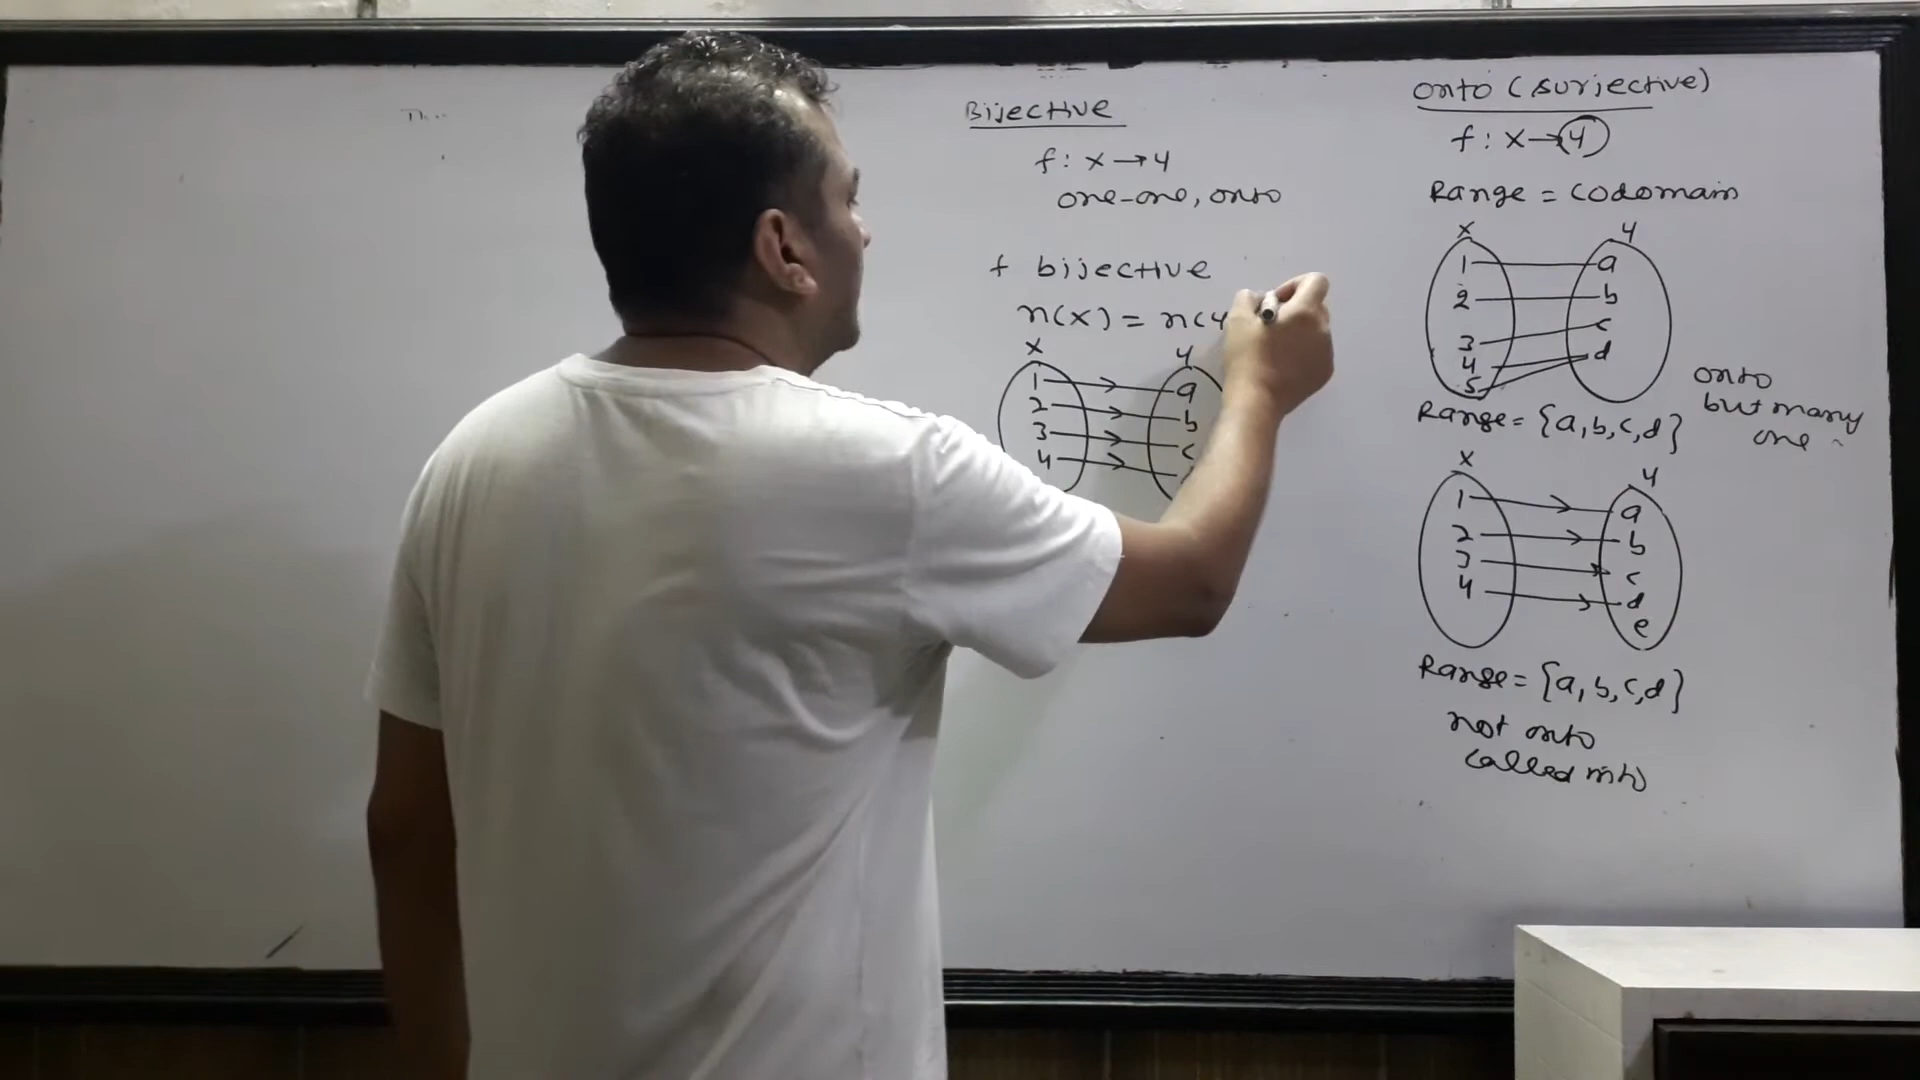 Bijective
f: X → Y
one-one, onto
f bijective
n(X) = n(Y
X Y
1 a
2 b
3 c
4
onto (surjective)
f: X → Y
Range = codomain
X Y
1 a
2 b
3 c
4 d
5
Range = {a, b, c, d}
onto
but many
one
X Y
1 a
2 b
3 c
4 d
e
Range = {a, b, c, d}
not onto
called into